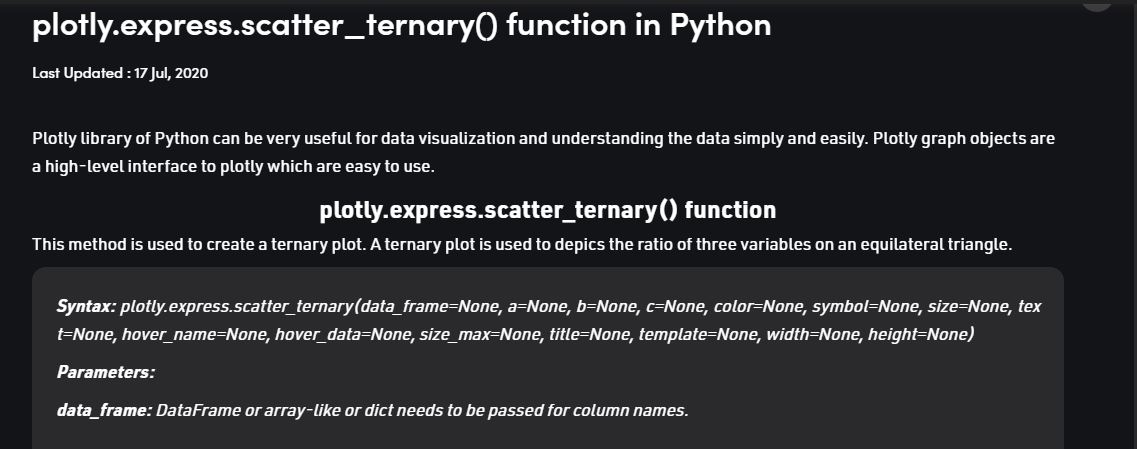 plotly.express.scatter_ternary() function in Python
Last Updated : 17 Jul, 2020
Plotly library of Python can be very useful for data visualization and understanding the data simply and easily. Plotly graph objects are
a high-level interface to plotly which are easy to use.
plotly.express.scatter_ternary() function
This method is used to create a ternary plot. A ternary plot is used to depics the ratio of three variables on an equilateral triangle.
Syntax: plotly.express.scatter_ternary(data_frame=None, a=None, b=None, c=None, color=None, symbol=None, size=None, tex
t=None, hover_name=None, hover_data=None, size_max=None, title=None, template=None, width=None, height=None)
Parameters:
data_frame: DataFrame or array-like or dict needs to be passed for column names.